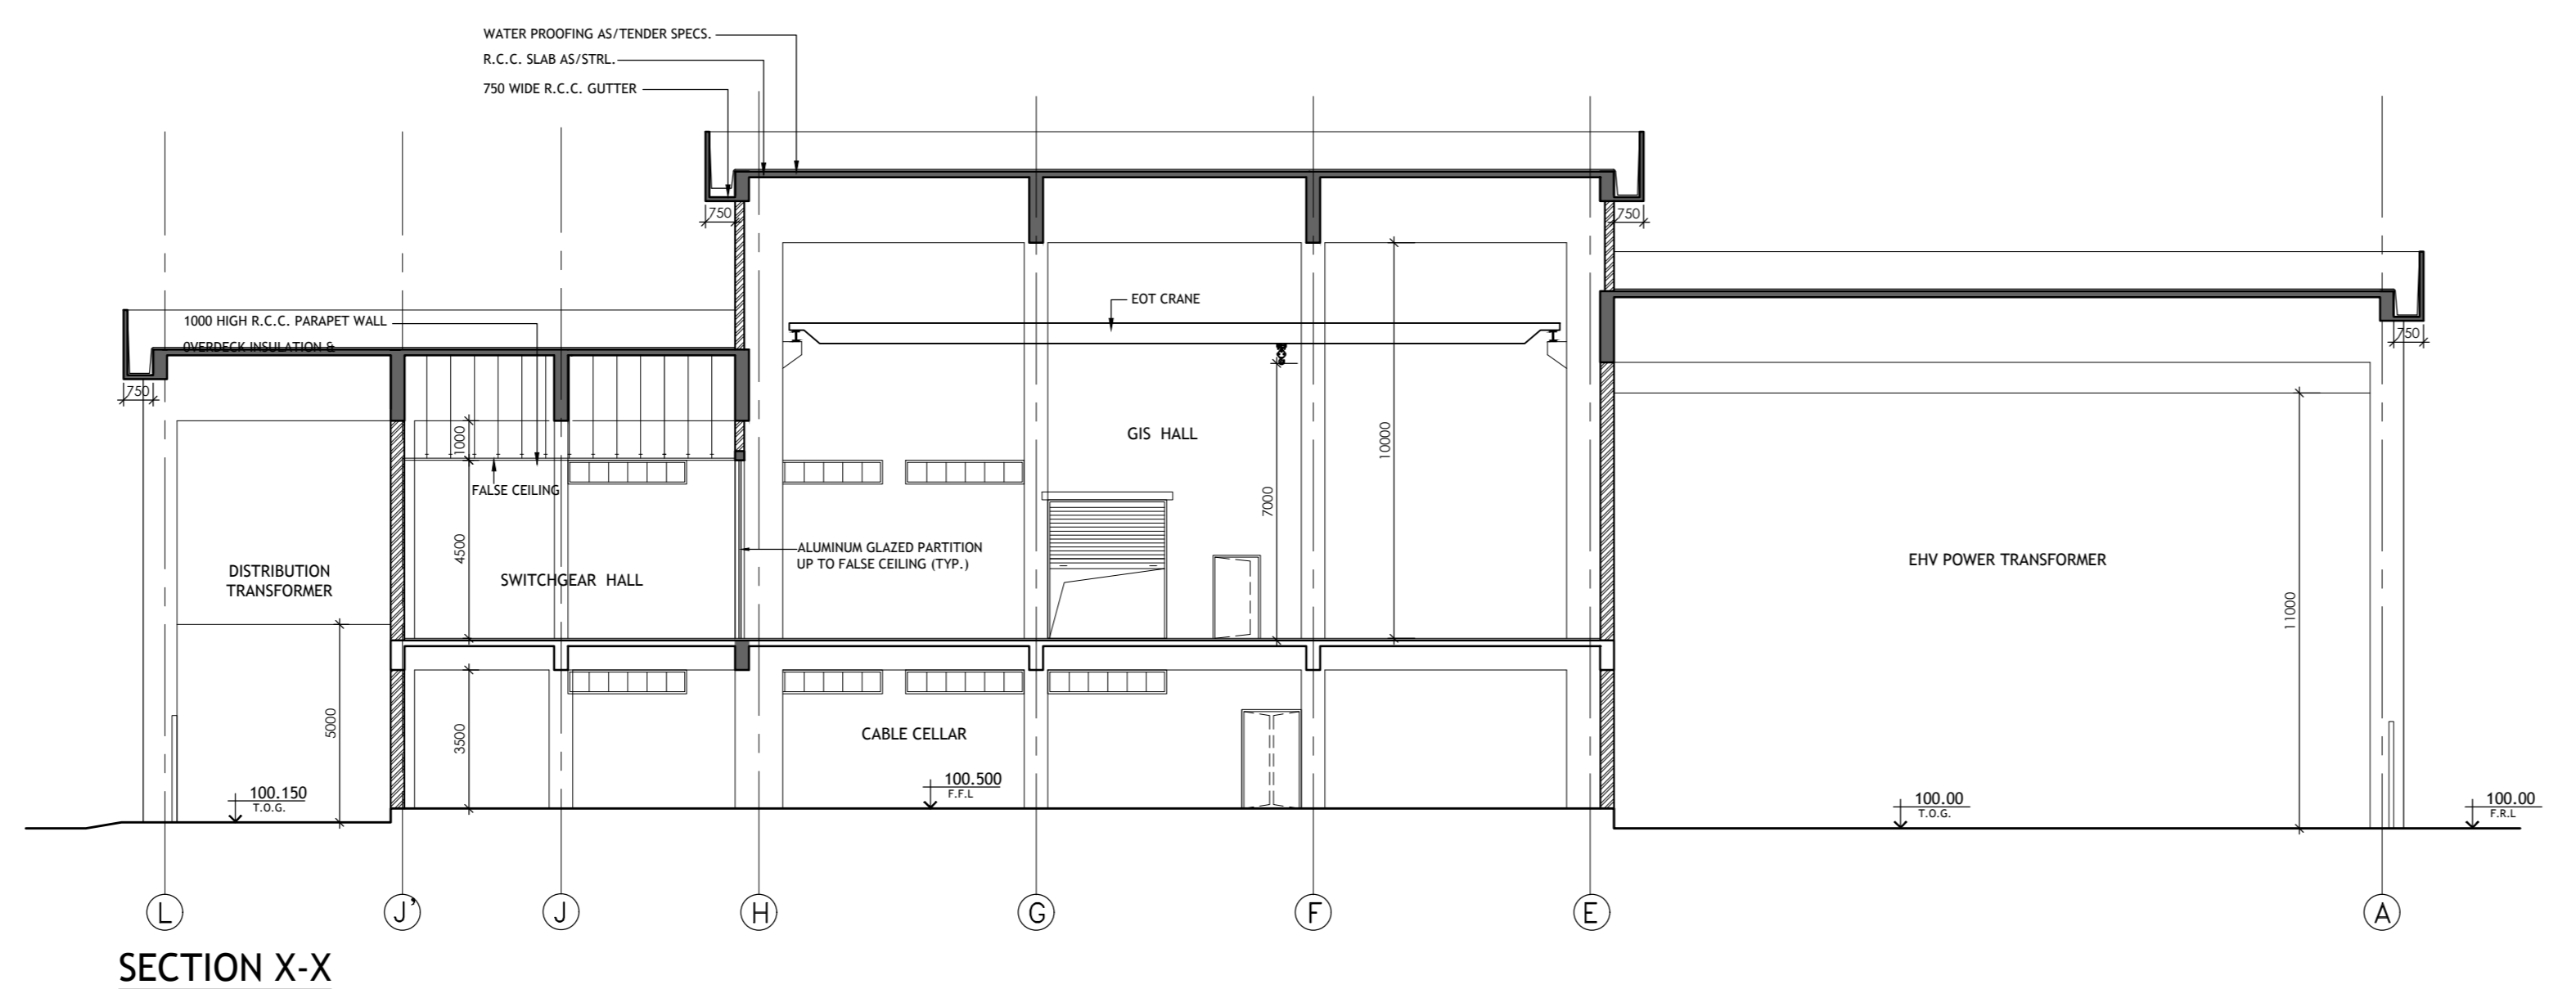 WATER PROOFING AS/TENDER SPECS.
R.C.C. SLAB AS/STRL.
750 WIDE R.C.C. GUTTER
750
750
1000 HIGH R.C.C. PARAPET WALL
0VERDECK INSULATION &
750
750
EOT CRANE
GIS HALL
1000
FALSE CEILING
4500
7000
10000
DISTRIBUTION
TRANSFORMER
SWITCHGEAR HALL
ALUMINUM GLAZED PARTITION
UP TO FALSE CEILING (TYP.)
EHV POWER TRANSFORMER
11000
5000
3500
CABLE CELLAR
100.150
T.O.G.
100.500
F.F.L
100.00
T.O.G.
100.00
F.R.L
L
J'
J
H
G
F
E
A
SECTION X-X